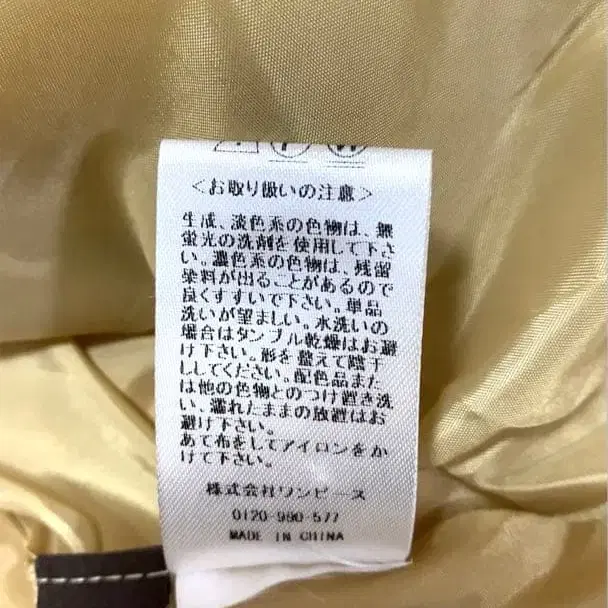 <お取り扱いの注意>
生成、淡色系の色物は、無
蛍光の洗剤を使用して下さ
い。濃色系の色物は、残留
染料が出ることがあるので
良くすすいで下さい。単品
洗いが望ましい。水洗いの
場合はタンブル乾燥はお避
け下さい。形を整えて陰干
ししてください。配色品また
は他の色物とのつけ置き洗
い、濡れたままの放置はお
避け下さい。
あて布をしてアイロンをか
けて下さい。
株式会社ワンピース
0120-990-577
MADE IN CHINA